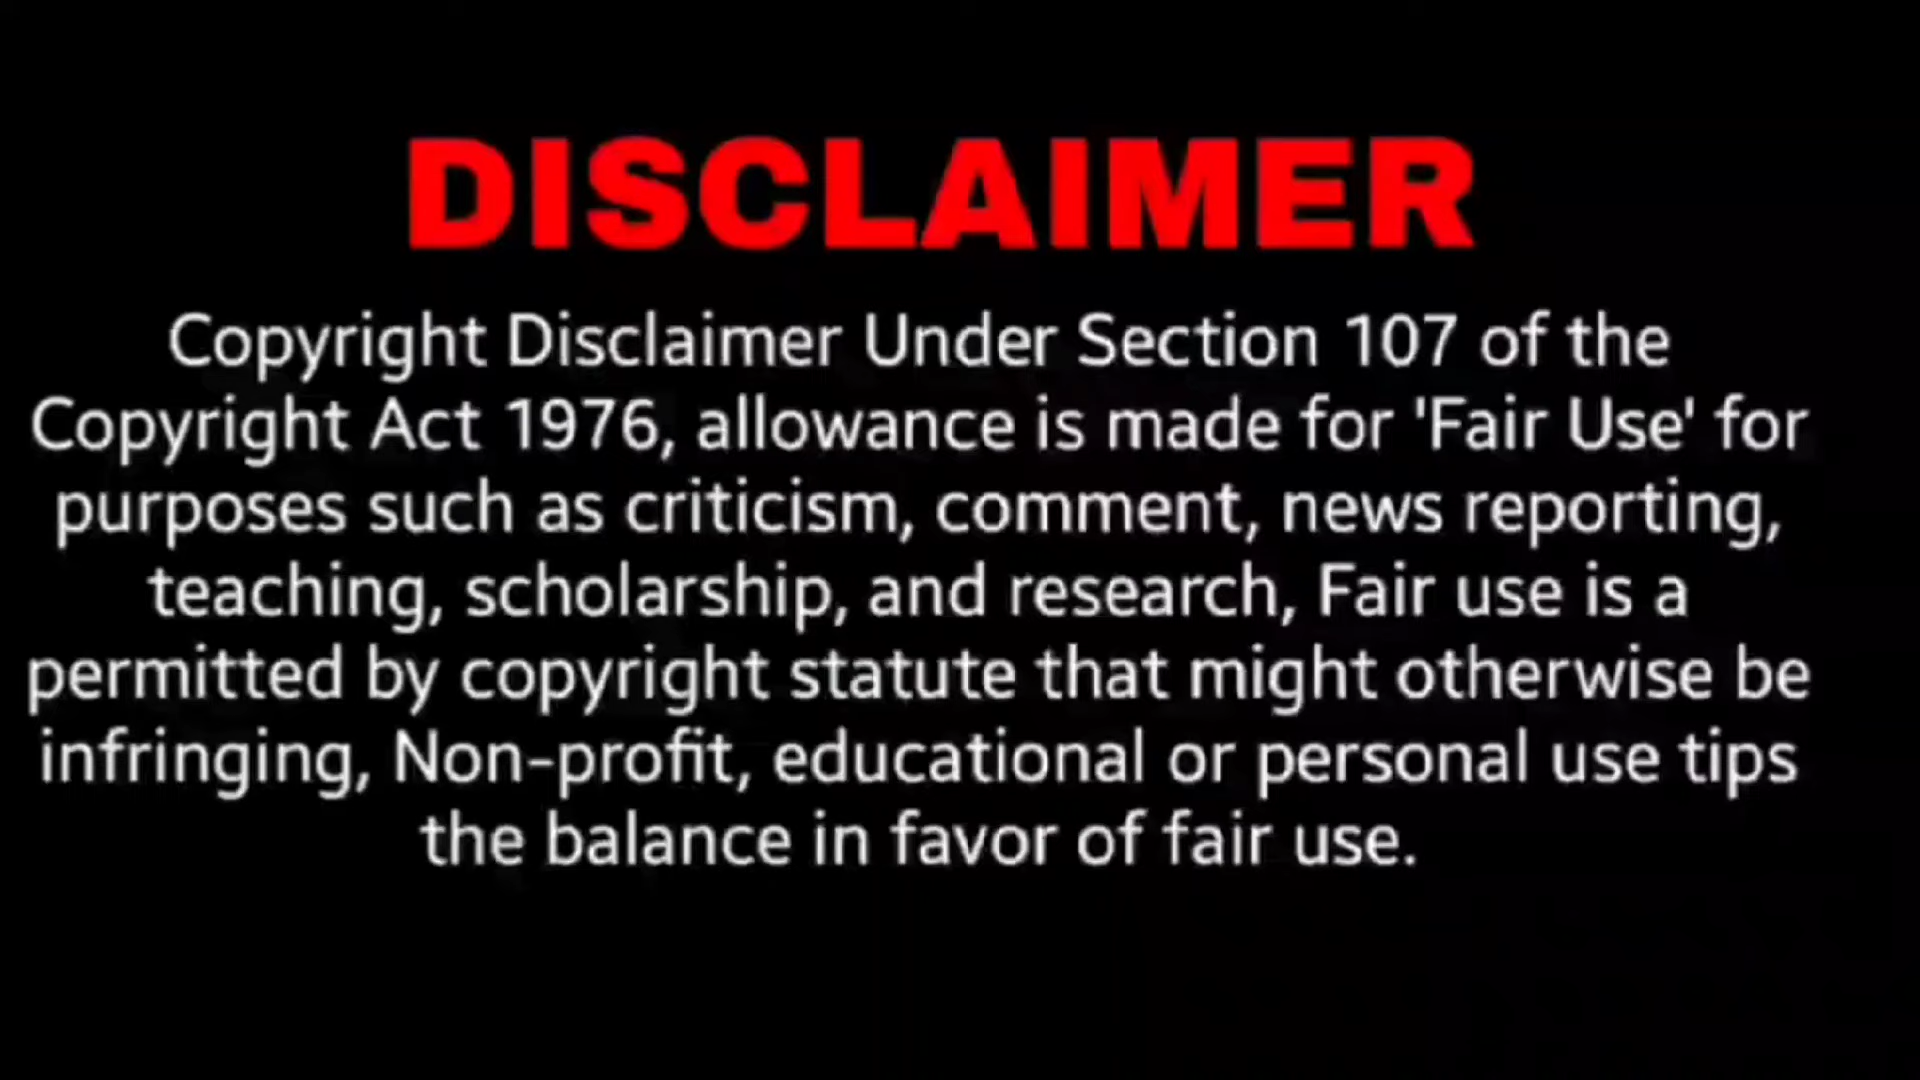 DISCLAIMER
Copyright Disclaimer Under Section 107 of the
Copyright Act 1976, allowance is made for 'Fair Use' for
purposes such as criticism, comment, news reporting,
teaching, scholarship, and research, Fair use is a
permitted by copyright statute that might otherwise be
infringing, Non-profit, educational or personal use tips
the balance in favor of fair use.